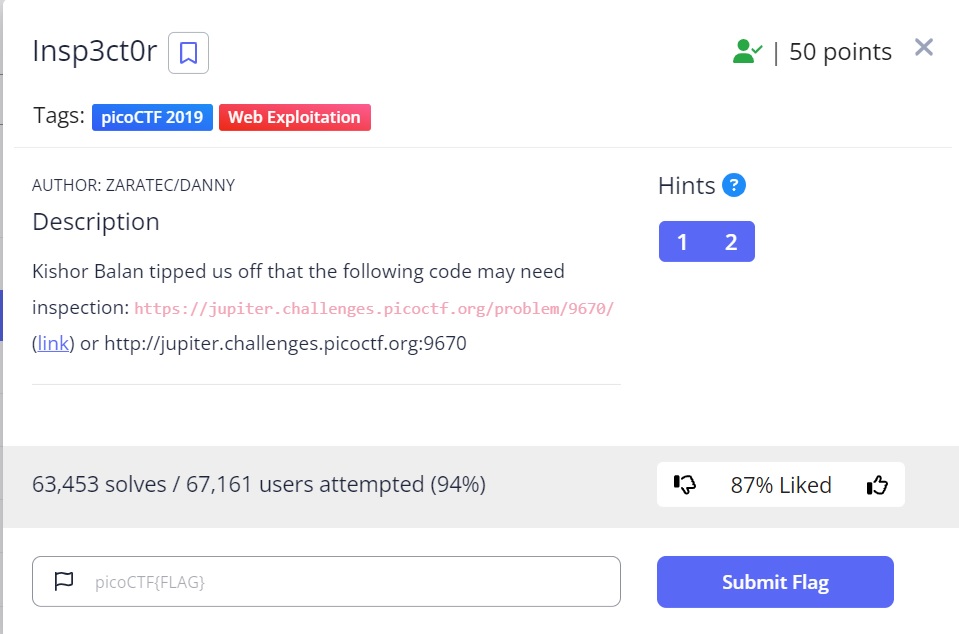 Insp3ct0r
| 50 points
Tags: picoCTF 2019 Web Exploitation
AUTHOR: ZARATEC/DANNY
Hints ?
Description
1 2
Kishor Balan tipped us off that the following code may need
inspection: https://jupiter.challenges.picoctf.org/problem/9670/
(link) or http://jupiter.challenges.picoctf.org:9670
63,453 solves / 67,161 users attempted (94%)
87% Liked
picoCTF{FLAG}
Submit Flag